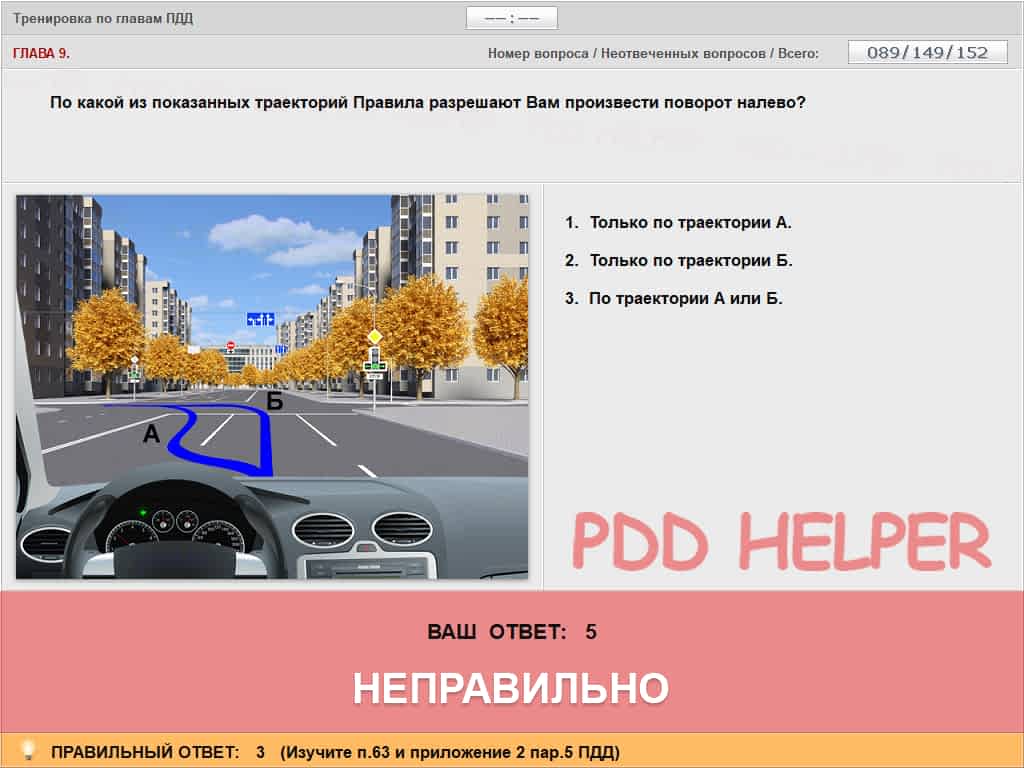 Тренировка по главам ПДД
—— : ——
ГЛАВА 9.
Номер вопроса / Неотвеченных вопросов / Всего:
089/149/152
По какой из показанных траекторий Правила разрешают Вам произвести поворот налево?
1. Только по траектории А.
2. Только по траектории Б.
3. По траектории А или Б.
Б
А
PDD HELPER
ВАШ ОТВЕТ: 5
НЕПРАВИЛЬНО
ПРАВИЛЬНЫЙ ОТВЕТ: 3 (Изучите п.63 и приложение 2 пар.5 ПДД)